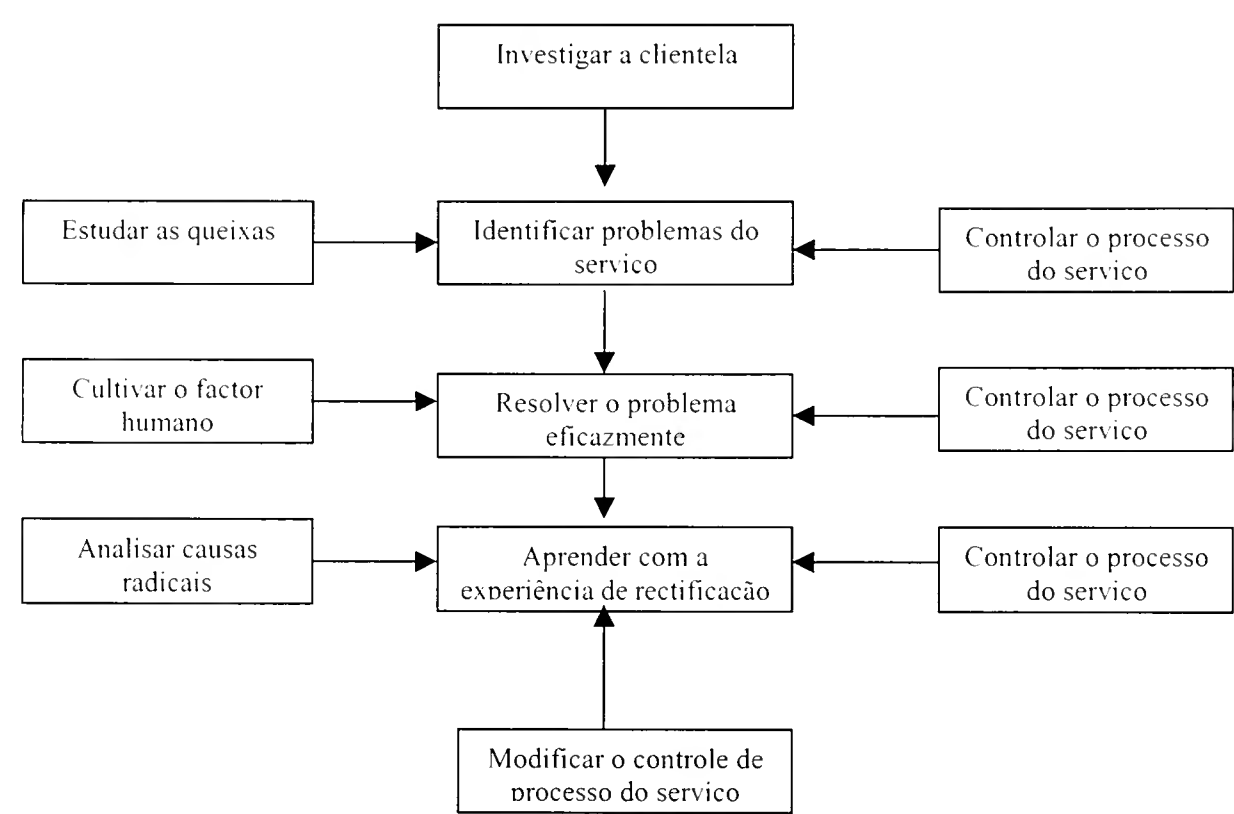 Investigar a clientela
Estudar as queixas
Identificar problemas do
servico
Controlar o processo
do servico
Cultivar o factor
humano
Resolver o problema
eficazmente
Controlar o processo
do servico
Analisar causas
radicais
Aprender com a
experiência de rectificacão
Controlar o processo
do servico
Modificar o controle de
processo do servico